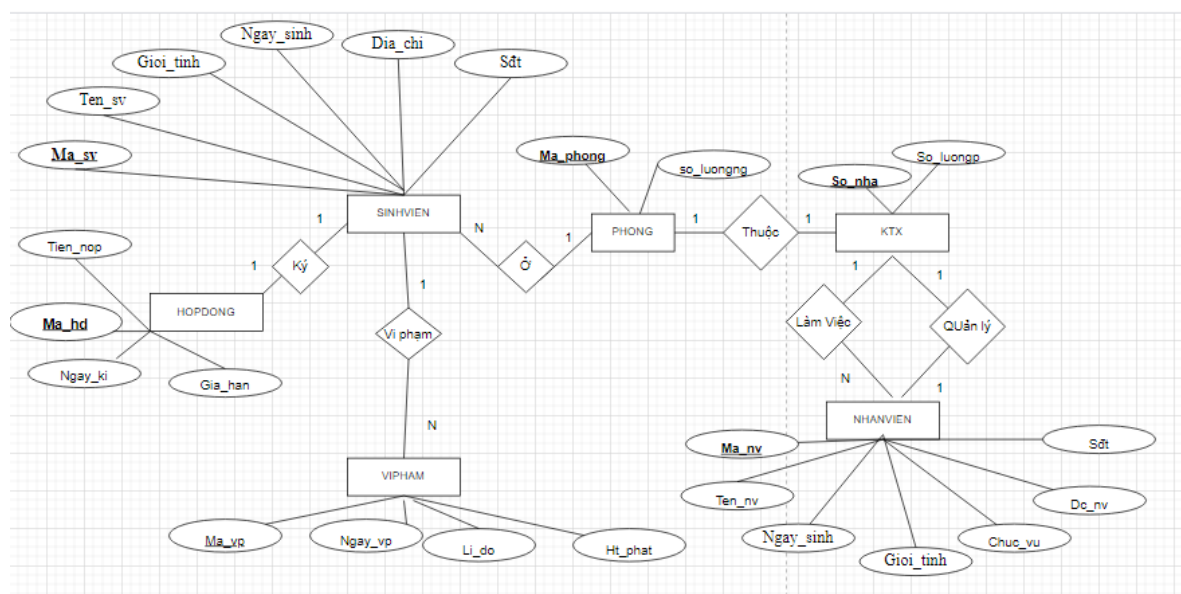 Ngay_sinh
Dia_chi
Sđt
Gioi_tinh
Ten_sv
Ma_sv
Ma_phong
so_luongng
So_luongp
So_nha
SINHVIEN
1
N
Ở
1
PHONG
1
Thuộc
1
KTX
Tien_nop
1
Ký
1
HOPDONG
Ma_hd
Ngay_ki
Gia_han
1
Vi phạm
N
VIPHAM
Ma_vp
Ngay_vp
Li_do
Ht_phat
1
1
Làm Việc
QUản lý
N
1
NHANVIEN
Ma_nv
Sđt
Ten_nv
Dc_nv
Ngay_sinh
Chuc_vu
Gioi_tinh